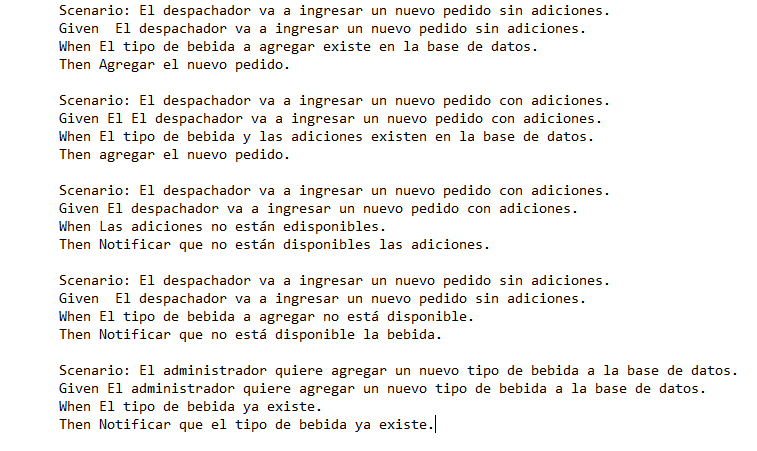 Scenario: El despachador va a ingresar un nuevo pedido sin adiciones.
Given  El despachador va a ingresar un nuevo pedido sin adiciones.
When El tipo de bebida a agregar existe en la base de datos.
Then Agregar el nuevo pedido.

Scenario: El despachador va a ingresar un nuevo pedido con adiciones.
Given El El despachador va a ingresar un nuevo pedido con adiciones.
When El tipo de bebida y las adiciones existen en la base de datos.
Then agregar el nuevo pedido.

Scenario: El despachador va a ingresar un nuevo pedido con adiciones.
Given El despachador va a ingresar un nuevo pedido con adiciones.
When Las adiciones no están edisponibles.
Then Notificar que no están disponibles las adiciones.

Scenario: El despachador va a ingresar un nuevo pedido sin adiciones.
Given  El despachador va a ingresar un nuevo pedido sin adiciones.
When El tipo de bebida a agregar no está disponible.
Then Notificar que no está disponible la bebida.

Scenario: El administrador quiere agregar un nuevo tipo de bebida a la base de datos.
Given El administrador quiere agregar un nuevo tipo de bebida a la base de datos.
When El tipo de bebida ya existe.
Then Notificar que el tipo de bebida ya existe.